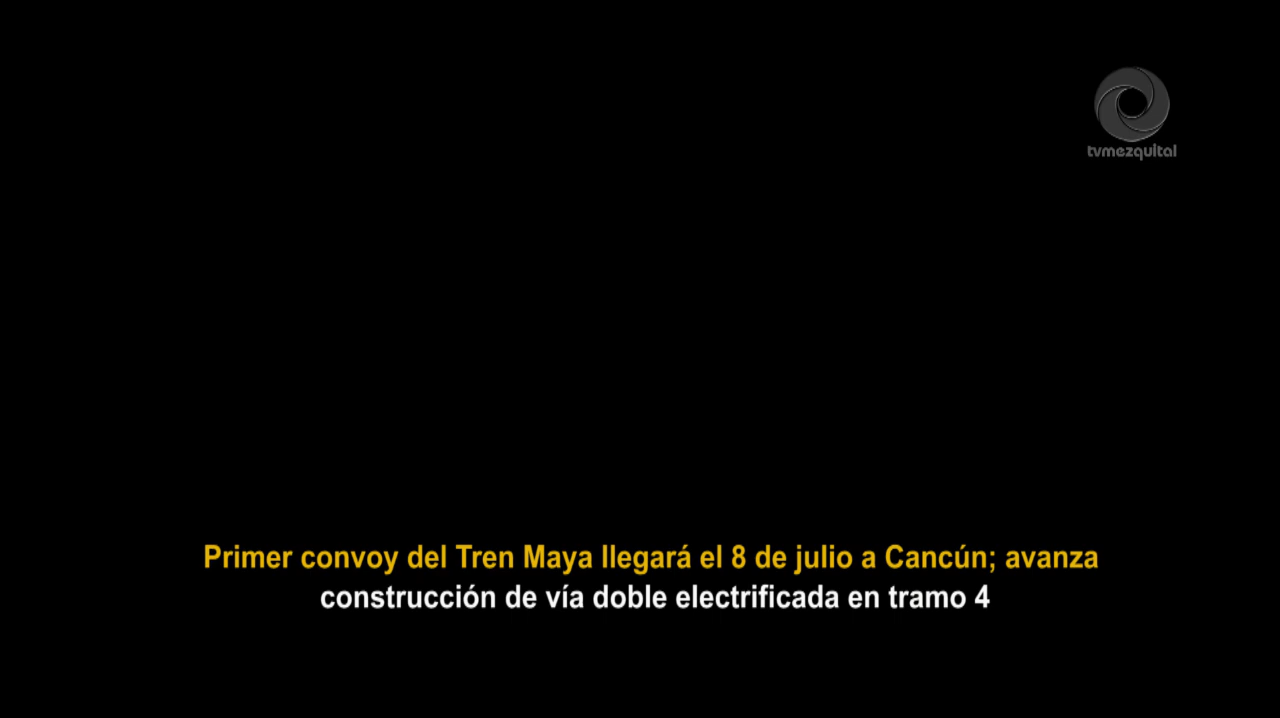 tvmezquital
Primer convoy del Tren Maya llegará el 8 de julio a Cancún; avanza
construcción de vía doble electrificada en tramo 4